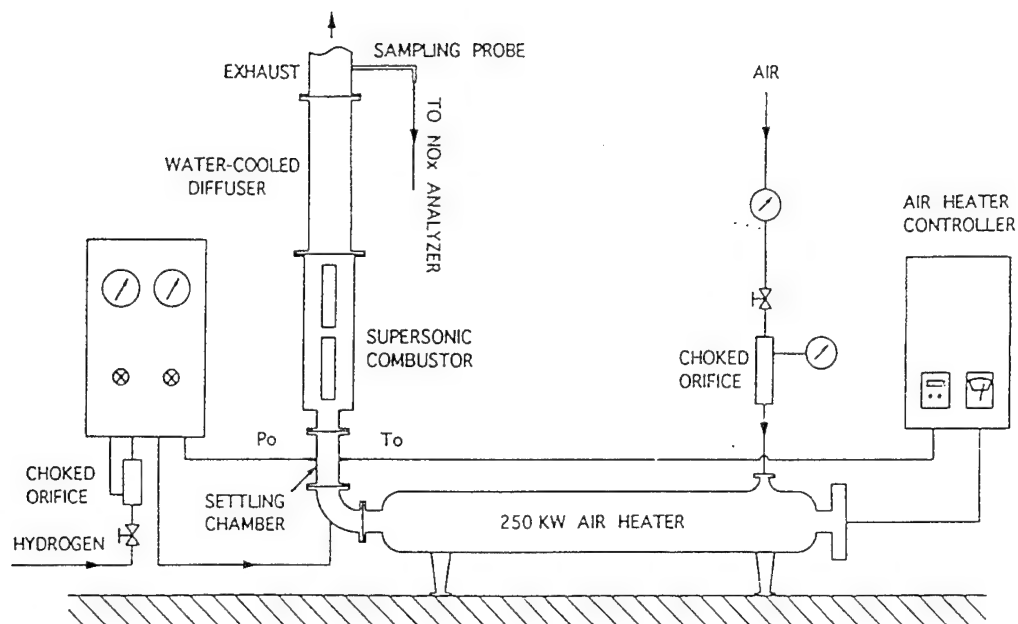 SAMPLING PROBE
EXHAUST
TO NOx ANALYZER
AIR
WATER-COOLED
DIFFUSER
AIR HEATER
CONTROLLER
SUPERSONIC
COMBUSTOR
CHOKED
ORIFICE
Po
To
CHOKED
ORIFICE
SETTLING
CHAMBER
250 KW AIR HEATER
HYDROGEN